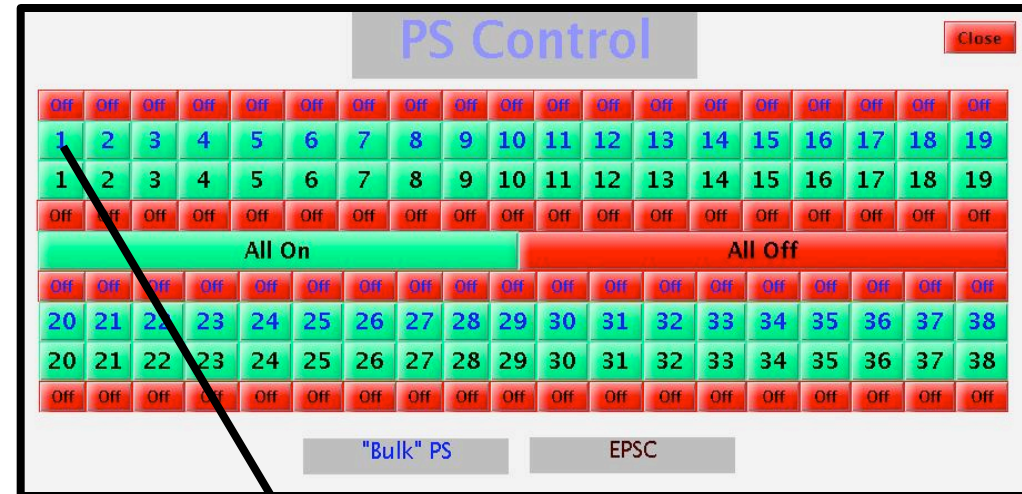 PS Control
Close
Off Off Off Off Off Off Off Off Off Off Off Off Off Off Off Off Off Off Off
1 2 3 4 5 6 7 8 9 10 11 12 13 14 15 16 17 18 19
1 2 3 4 5 6 7 8 9 10 11 12 13 14 15 16 17 18 19
Off Off Off Off Off Off Off Off Off Off Off Off Off Off Off Off Off Off Off
All On All Off
Off Off Off Off Off Off Off Off Off Off Off Off Off Off Off Off Off Off Off
20 21 22 23 24 25 26 27 28 29 30 31 32 33 34 35 36 37 38
20 21 22 23 24 25 26 27 28 29 30 31 32 33 34 35 36 37 38
Off Off Off Off Off Off Off Off Off Off Off Off Off Off Off Off Off Off Off
"Bulk" PS EPSC